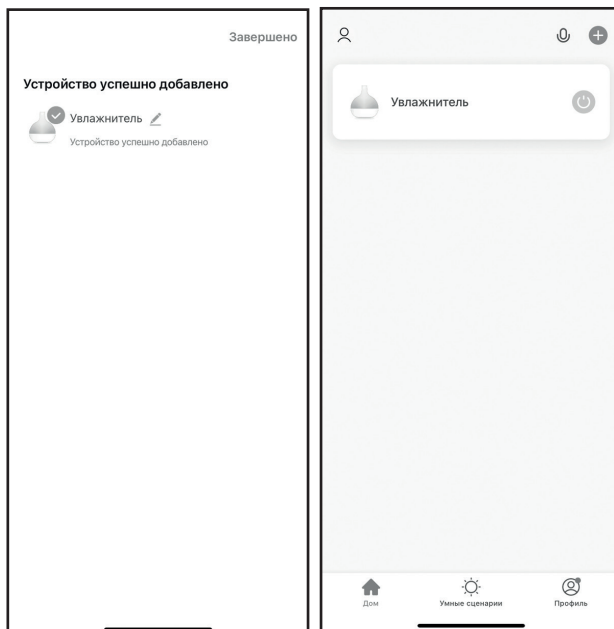 Завершено
Устройство успешно добавлено
Увлажнитель
Устройство успешно добавлено
Увлажнитель
Дом
Умные сценарии
Профиль